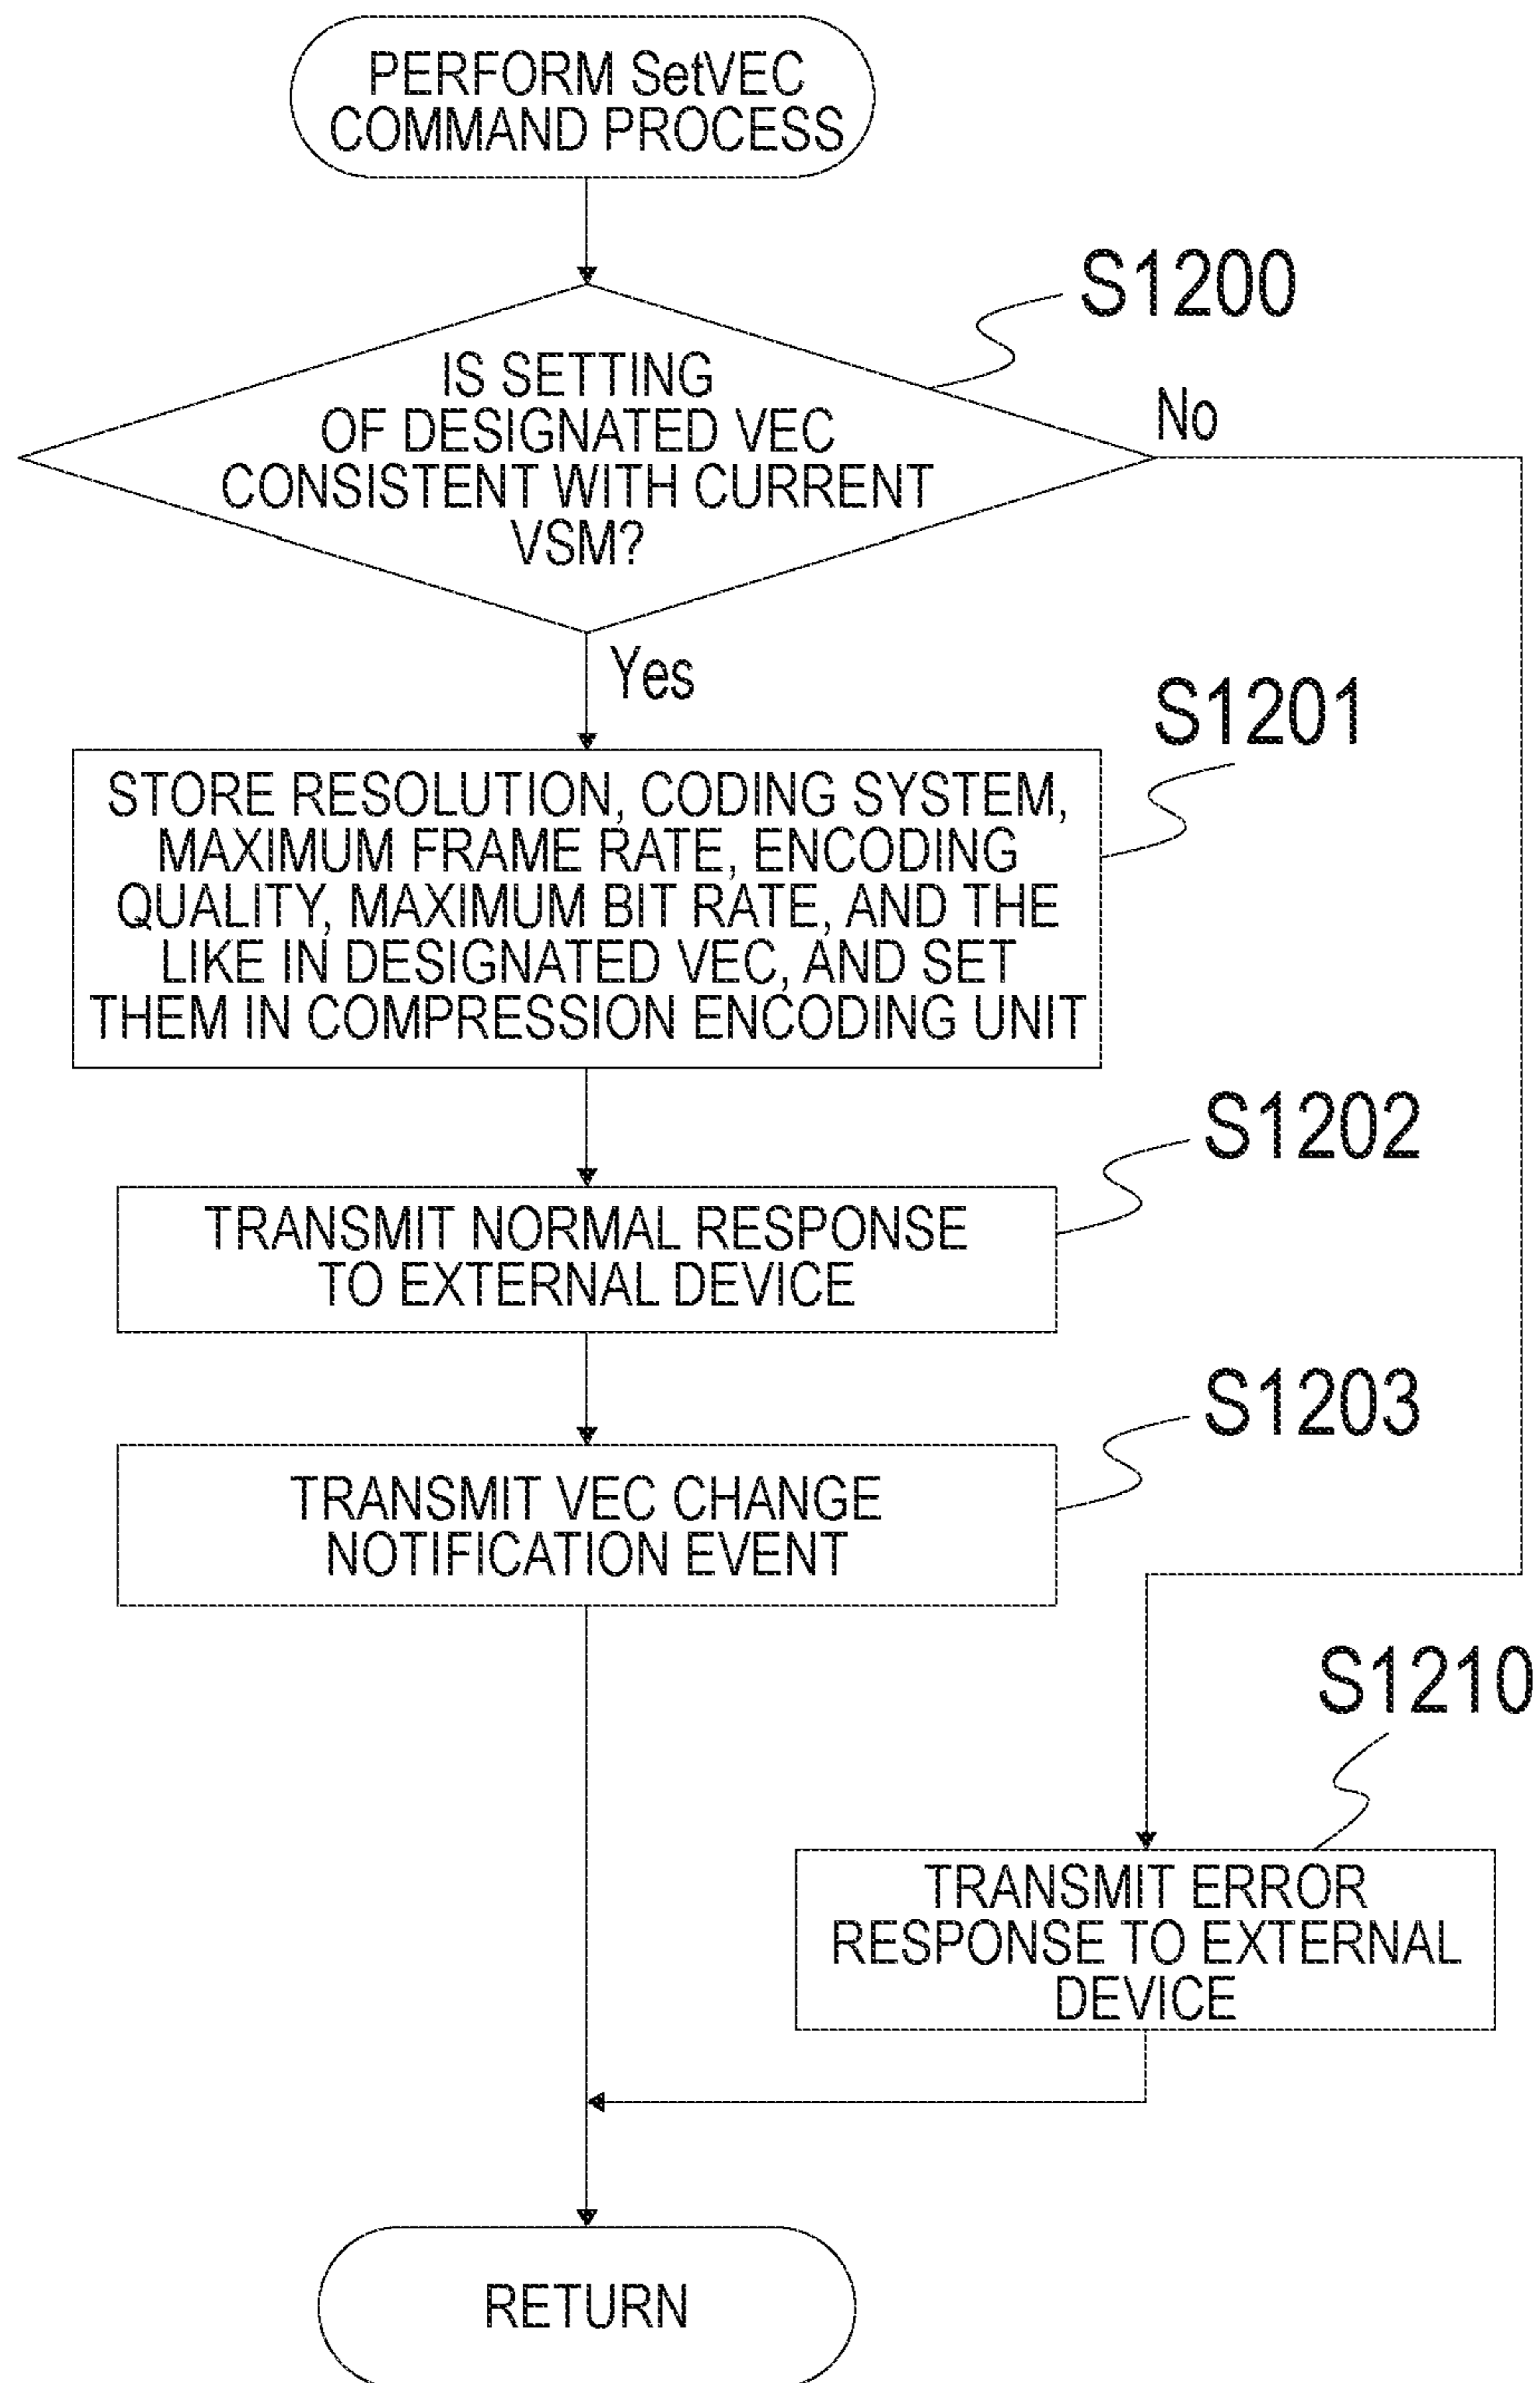 PERFORM SetVEC
COMMAND PROCESS
S1200
IS SETTING
OF DESIGNATED VEC
CONSISTENT WITH CURRENT
VSM?
No
Yes
S1201
STORE RESOLUTION, CODING SYSTEM,
MAXIMUM FRAME RATE, ENCODING
QUALITY, MAXIMUM BIT RATE, AND THE
LIKE IN DESIGNATED VEC, AND SET
THEM IN COMPRESSION ENCODING UNIT
S1202
TRANSMIT NORMAL RESPONSE
TO EXTERNAL DEVICE
S1203
TRANSMIT VEC CHANGE
NOTIFICATION EVENT
S1210
TRANSMIT ERROR
RESPONSE TO EXTERNAL
DEVICE
RETURN